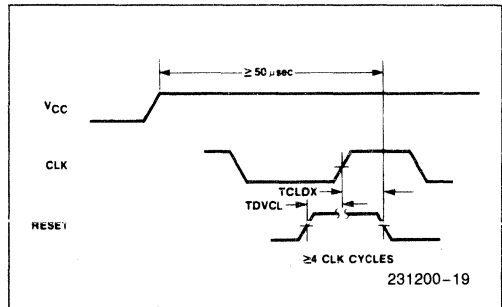 ≥ 50 μsec
VCC
CLK
TCLDX
TDVCL
RESET
≥4 CLK CYCLES
231200-19